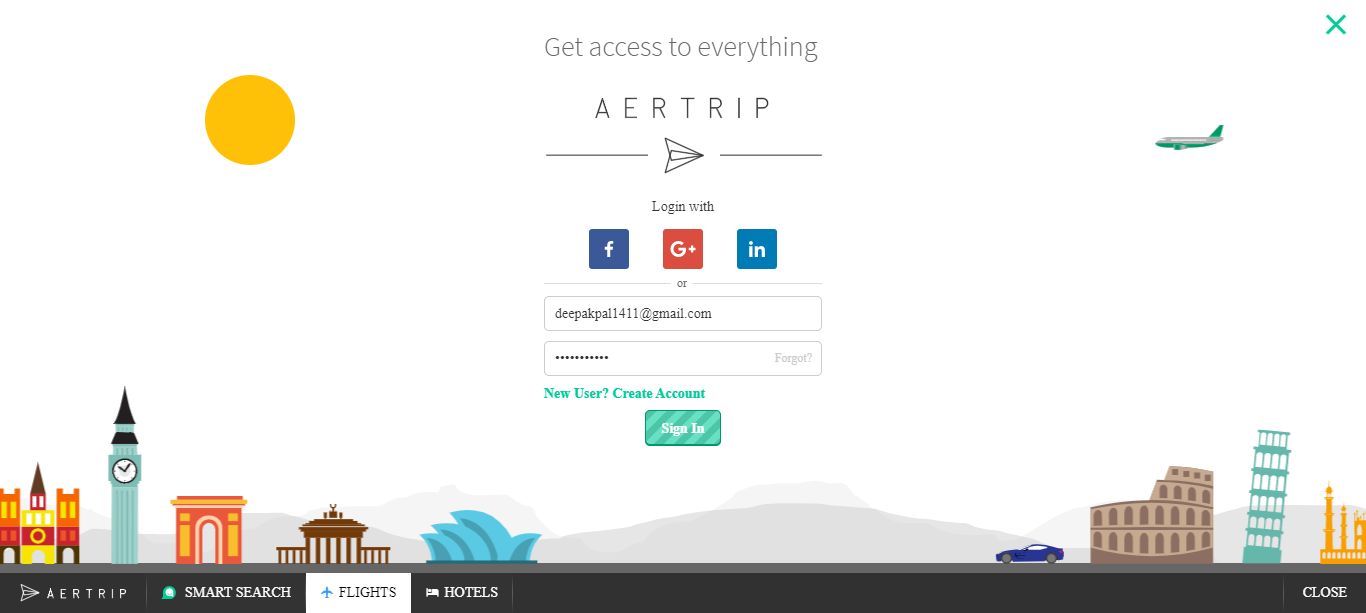 Get access to everything
AERTRIP
Login with
f
G+
in
or
deepakpal1411@gmail.com
••••••••••• Forgot?
New User? Create Account
Sign In
AERTRIP SMART SEARCH FLIGHTS HOTELS CLOSE